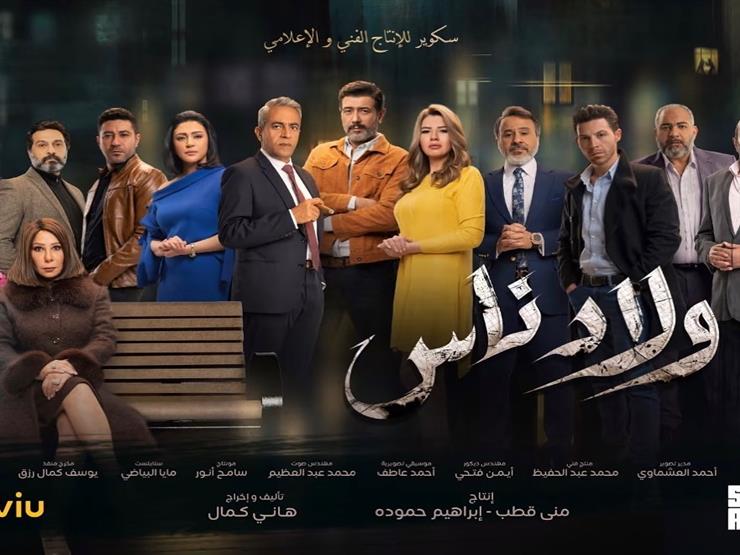 سكوير للإنتاج الفني و الإعلامي
ولاد ناس
مدير تصوير
أحمد العشماوي
منتج فني
محمد عبد الحفيظ
مهندس ديكور
أيمن فتحي
موسيقي تصويرية
أحمد عاطف
مهندس صوت
محمد عبد العظيم
مونتاج
سامح أنور
ستايلست
مايا البياضي
مخرج منفذ
يوسف كمال رزق
إنتاج
منى قطب - إبراهيم حموده
تأليف و إخراج
هاني كمال
viu